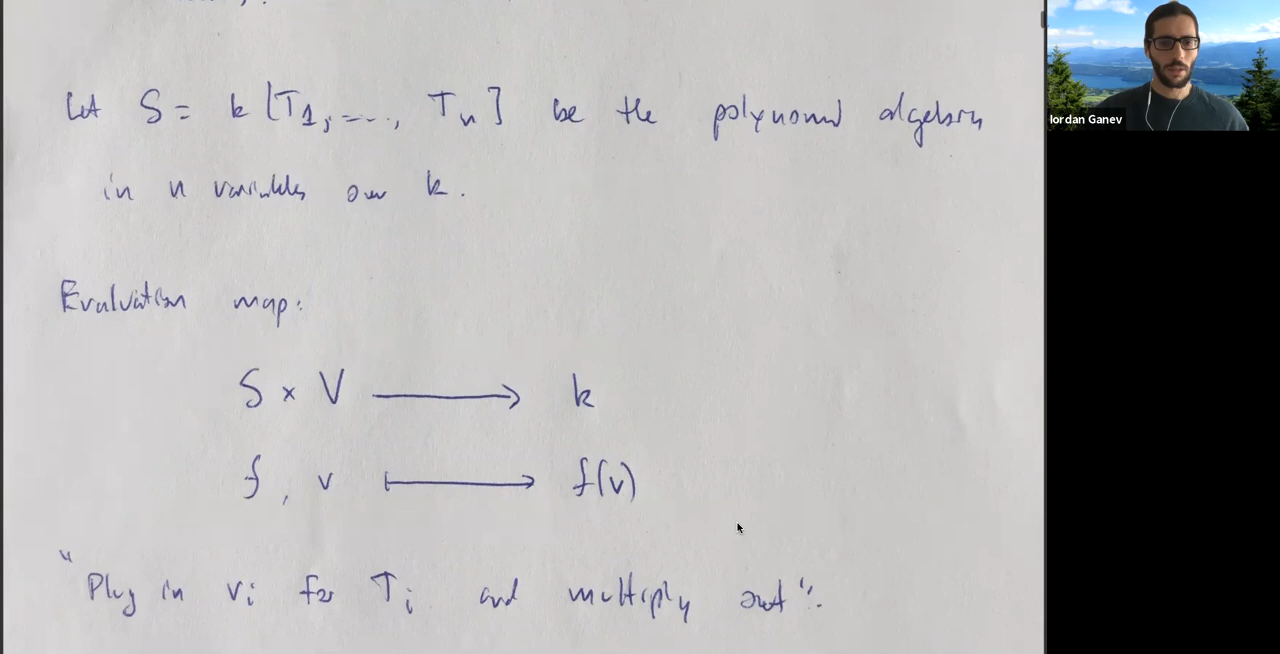 Let S = k [T1, ---., Tn] be the polynomial algebra
in n variables over k.
Evaluation map:
S × V ⟶ k
f , v ⟼ f(v)
"Plug in vi for Ti and multiply out".
Iordan Ganev